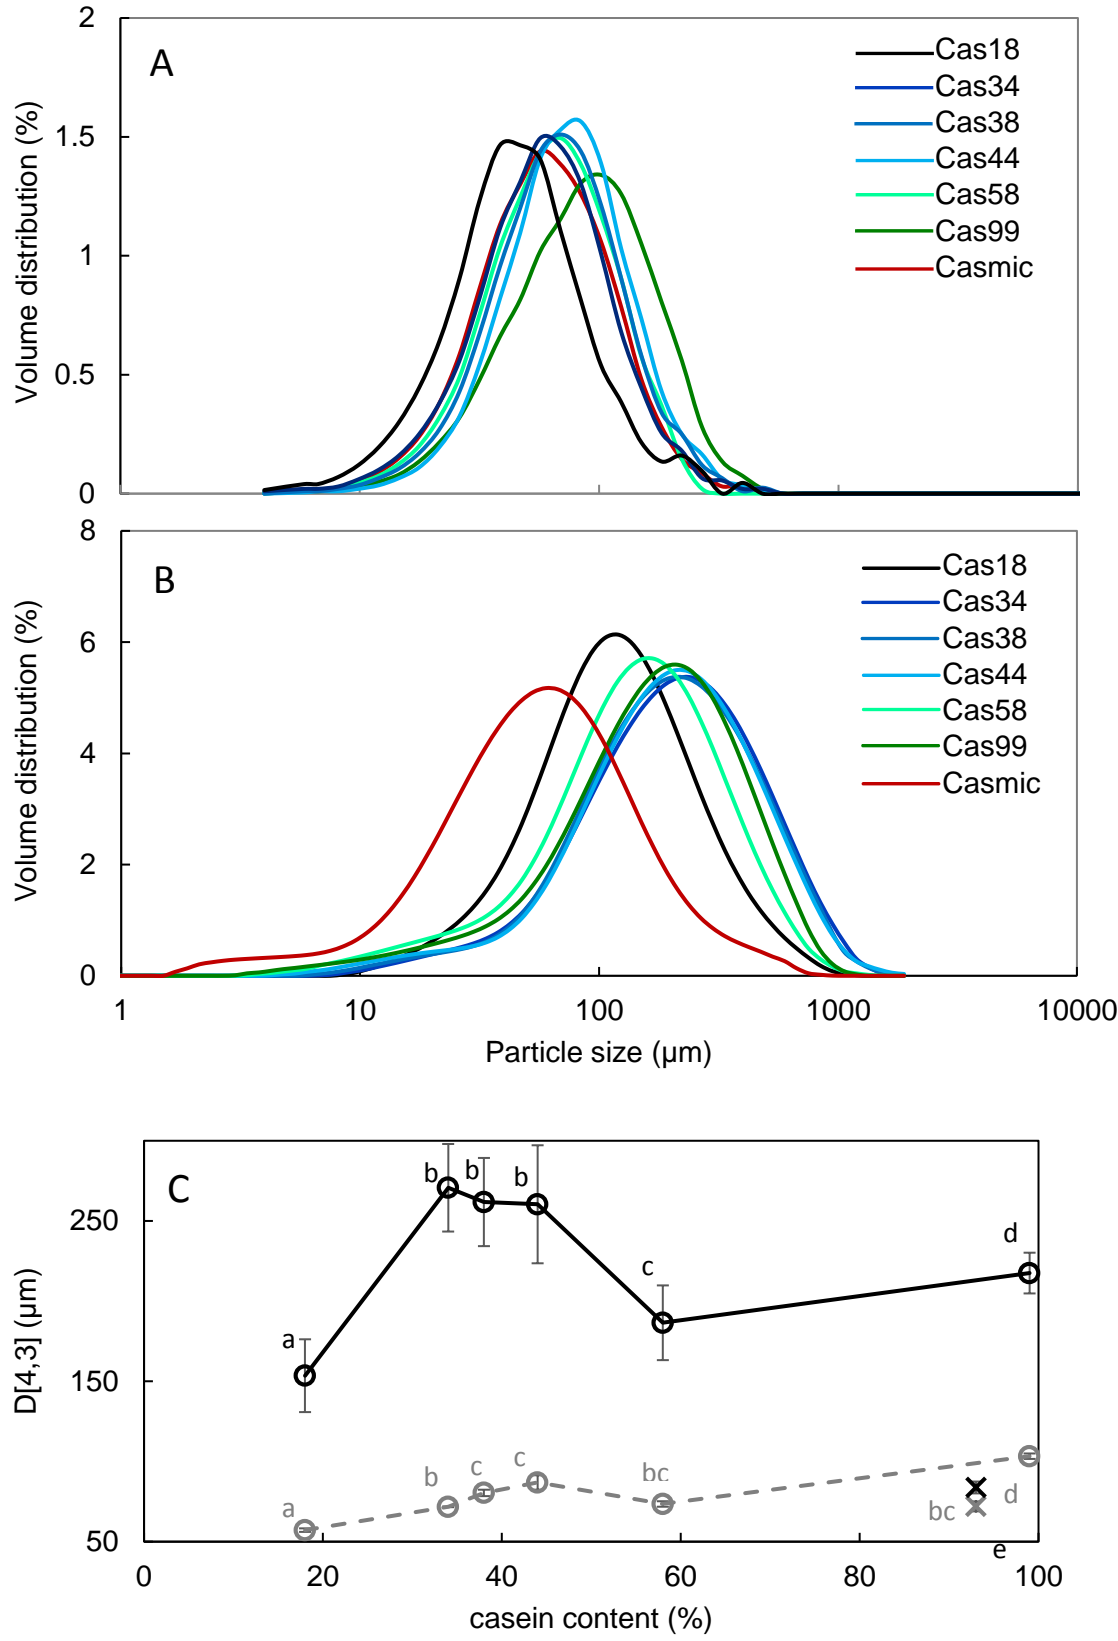 2
A
Cas18
Cas34
Cas38
Cas44
Cas58
Cas99
Casmic
1.5
1
0.5
0
Volume distribution (%)
8
B
Cas18
Cas34
Cas38
Cas44
Cas58
Cas99
Casmic
6
4
2
0
Volume distribution (%)
1 10 100 1000 10000
Particle size (µm)
C
b b b
250
d
c
a
150
D[4,3] (µm)
a b c c bc
bc d
50
e
0 20 40 60 80 100
casein content (%)